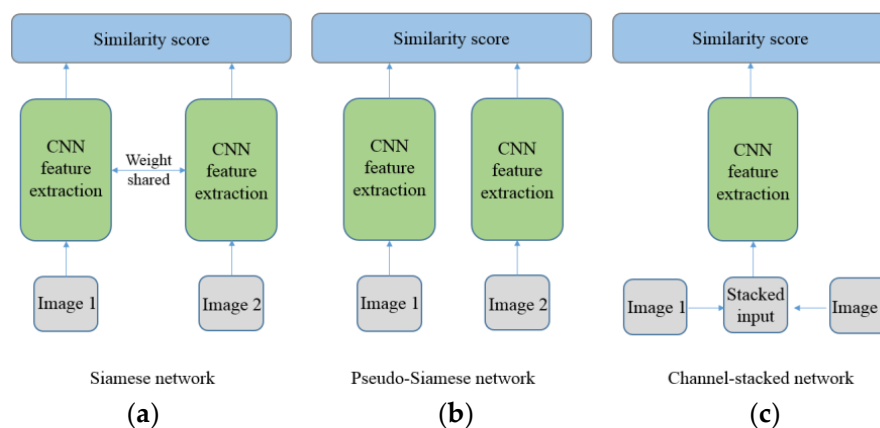 Similarity score
Similarity score
Similarity score
CNN
feature
extraction
Weight
shared
CNN
feature
extraction
CNN
feature
extraction
CNN
feature
extraction
CNN
feature
extraction
Image 1
Image 2
Image 1
Image 2
Image 1
Stacked
input
Image
Siamese network
Pseudo-Siamese network
Channel-stacked network
(a)
(b)
(c)